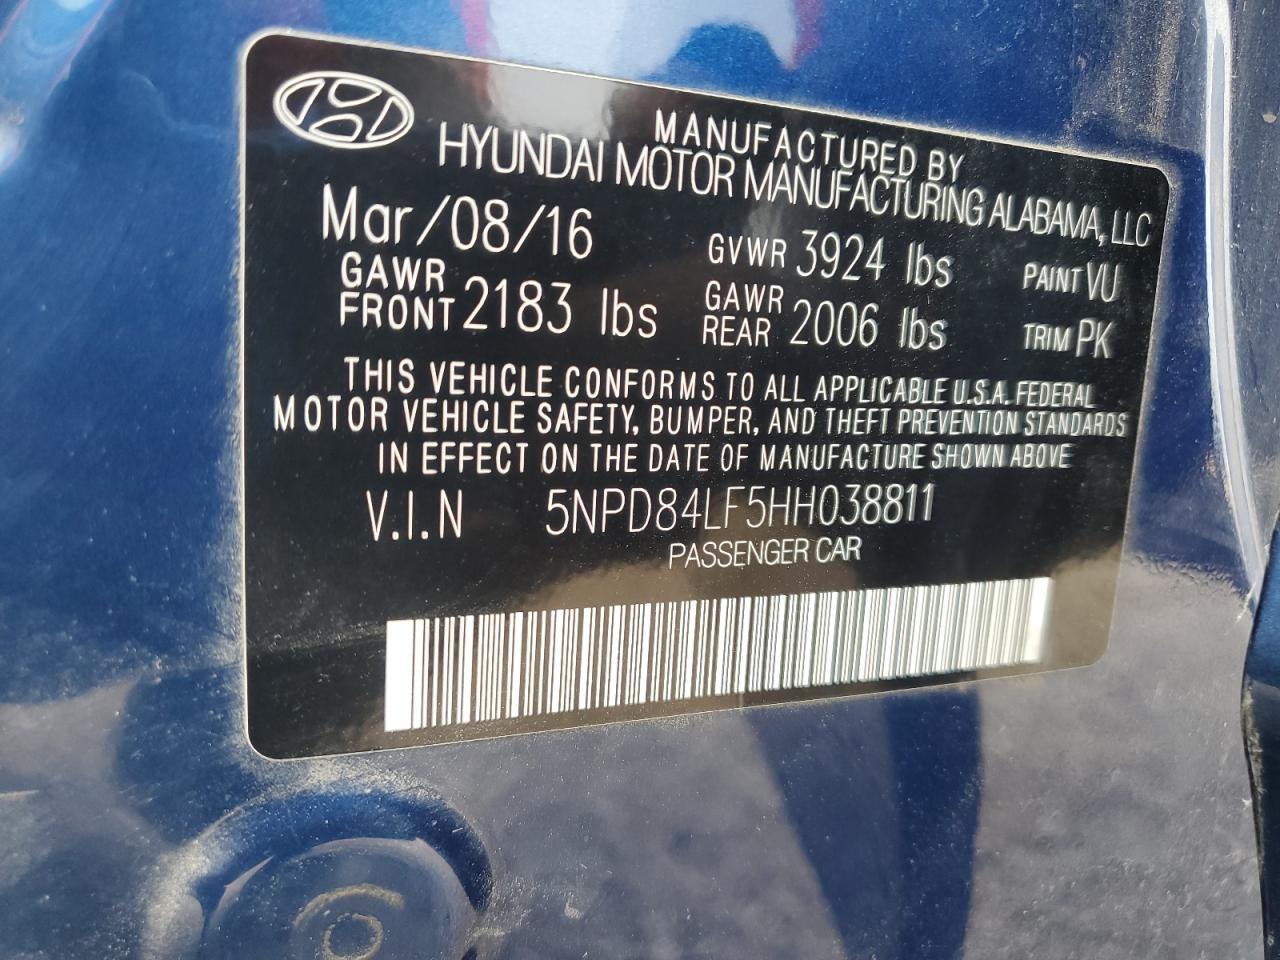 MANUFACTURED BY
HYUNDAI MOTOR MANUFACTURING ALABAMA, LLC
Mar/08/16 GVWR 3924 lbs PAINT VU
GAWR FRONT 2183 lbs GAWR REAR 2006 lbs TRIM PK
THIS VEHICLE CONFORMS TO ALL APPLICABLE U.S.A. FEDERAL
MOTOR VEHICLE SAFETY, BUMPER, AND THEFT PREVENTION STANDARDS
IN EFFECT ON THE DATE OF MANUFACTURE SHOWN ABOVE
V.I.N 5NPD84LF5HH038811
PASSENGER CAR